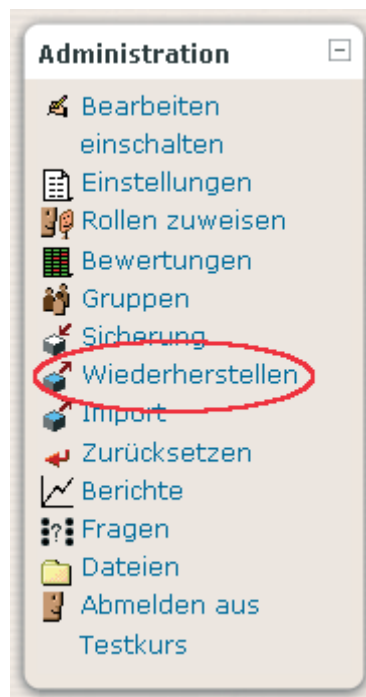 Administration
Bearbeiten
einschalten
Einstellungen
Rollen zuweisen
Bewertungen
Gruppen
Sicherung
Wiederherstellen
Import
Zurücksetzen
Berichte
Fragen
Dateien
Abmelden aus
Testkurs